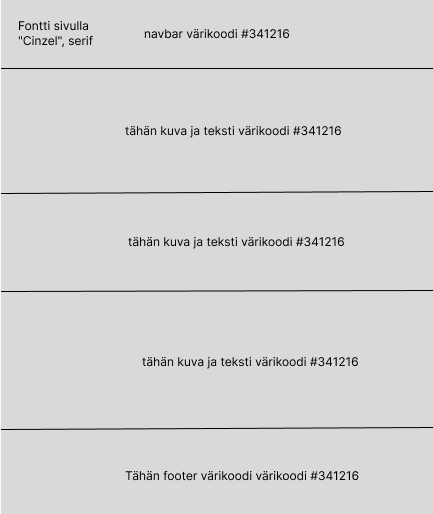 Fontti sivulla
"Cinzel", serif
navbar värikoodi #341216
tähän kuva ja teksti värikoodi #341216
tähän kuva ja teksti värikoodi #341216
tähän kuva ja teksti värikoodi #341216
Tähän footer värikoodi värikoodi #341216